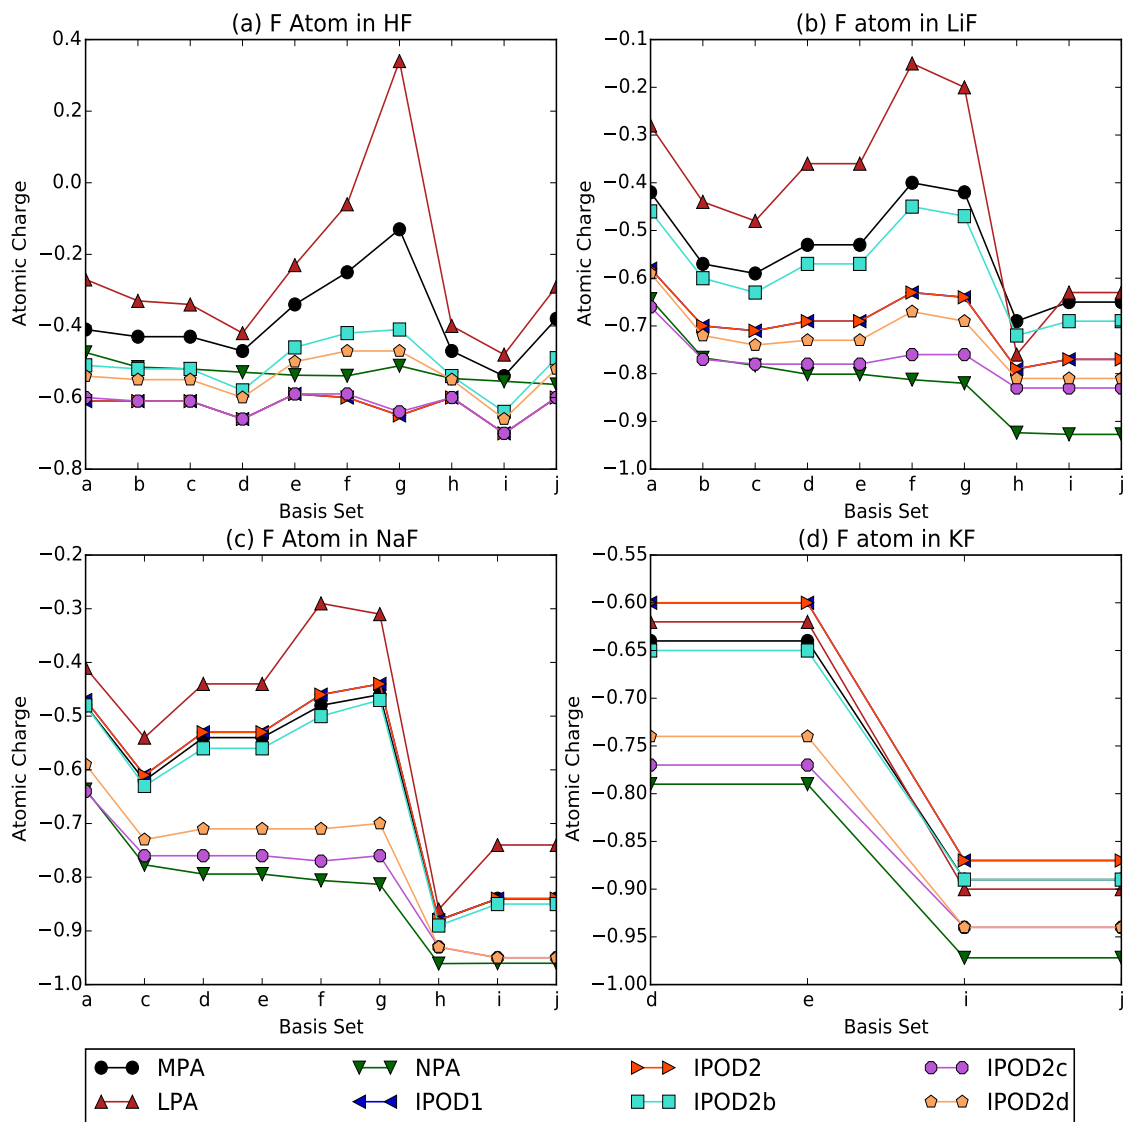 (a) F Atom in HF
(b) F atom in LiF
0.4
0.2
0.0
−0.2
−0.4
−0.6
−0.8
Atomic Charge
a b c d e f g h i j
Basis Set
−0.1
−0.2
−0.3
−0.4
−0.5
−0.6
−0.7
−0.8
−0.9
−1.0
Atomic Charge
a b c d e f g h i j
Basis Set
(c) F Atom in NaF
(d) F atom in KF
−0.2
−0.3
−0.4
−0.5
−0.6
−0.7
−0.8
−0.9
−1.0
Atomic Charge
a c d e f g h i j
Basis Set
−0.55
−0.60
−0.65
−0.70
−0.75
−0.80
−0.85
−0.90
−0.95
−1.00
Atomic Charge
d e i j
Basis Set
MPA NPA IPOD2 IPOD2c
LPA IPOD1 IPOD2b IPOD2d